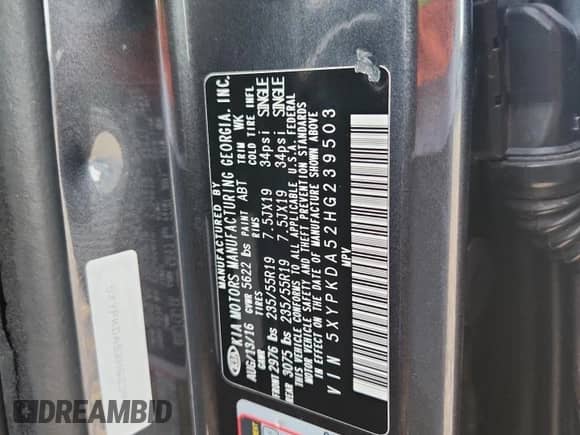 MANUFACTURED BY
KIA KIA MOTORS MANUFACTURING GEORGIA, INC.
AUG/13/16 GVWR 5622 lbs PAINT ABT TRIM WK
GAWR TIRES RIMS COLD TIRE INFL
FRONT 2976 lbs 235/55R19 7.5JX19 34psi SINGLE
REAR 3075 lbs 235/55R19 7.5JX19 34psi SINGLE
THIS VEHICLE CONFORMS TO ALL APPLICABLE U.S.A. FEDERAL
MOTOR VEHICLE SAFETY AND THEFT PREVENTION STANDARDS
IN EFFECT ON THE DATE OF MANUFACTURE SHOWN ABOVE
VIN 5XYPKDA52HG239503
MPV
DREAMBID